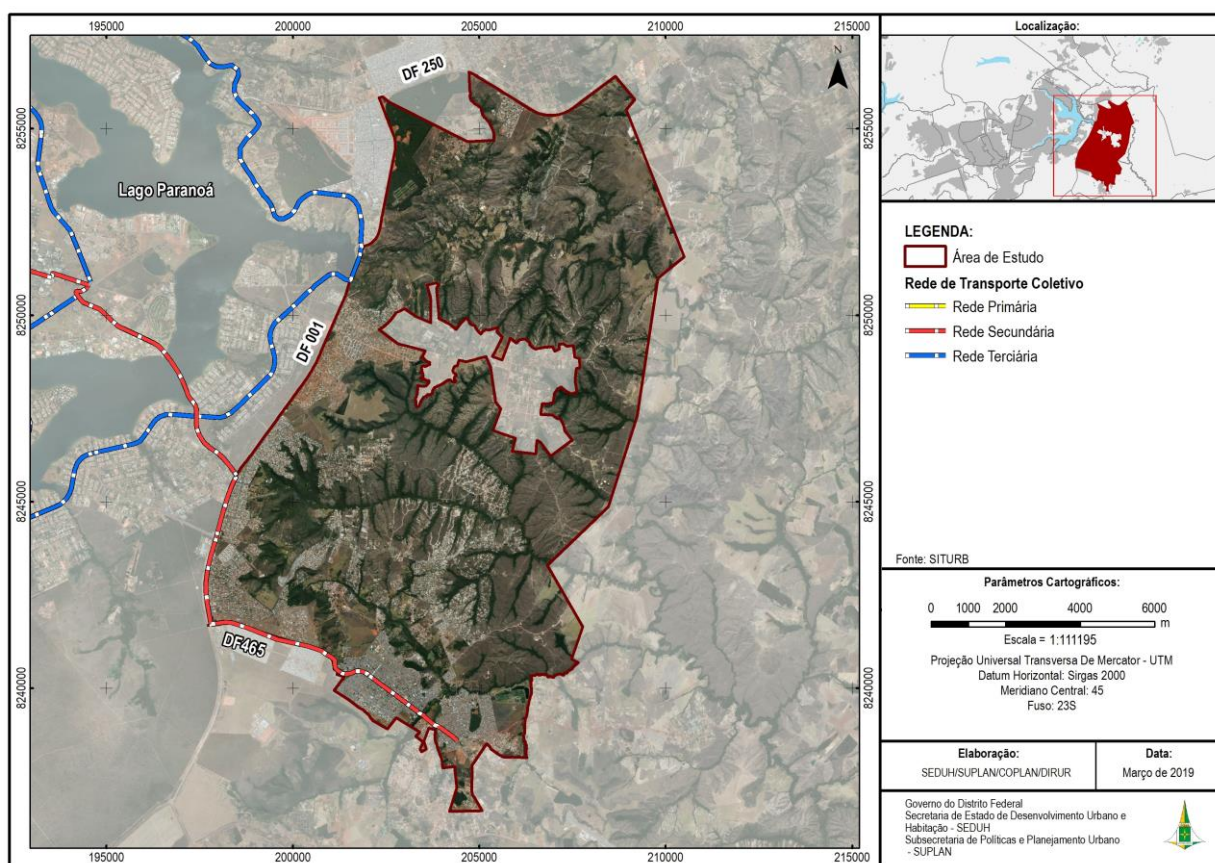 195000
200000
205000
210000
215000
8255000
8250000
8245000
8240000
8255000
8250000
8245000
8240000
195000
200000
205000
210000
215000
DF 250
N
Lago Paranoá
DF 001
DF465
Localização:
LEGENDA:
Área de Estudo
Rede de Transporte Coletivo
Rede Primária
Rede Secundária
Rede Terciária
Fonte: SITURB
Parâmetros Cartográficos:
0 1000 2000 4000 6000
m
Escala = 1:111195
Projeção Universal Transversa De Mercator - UTM
Datum Horizontal: Sirgas 2000
Meridiano Central: 45
Fuso: 23S
Elaboração:
SEDUH/SUPLAN/COPLAN/DIRUR
Data:
Março de 2019
Governo do Distrito Federal
Secretaria de Estado de Desenvolvimento Urbano e
Habitação - SEDUH
Subsecretaria de Políticas e Planejamento Urbano
- SUPLAN